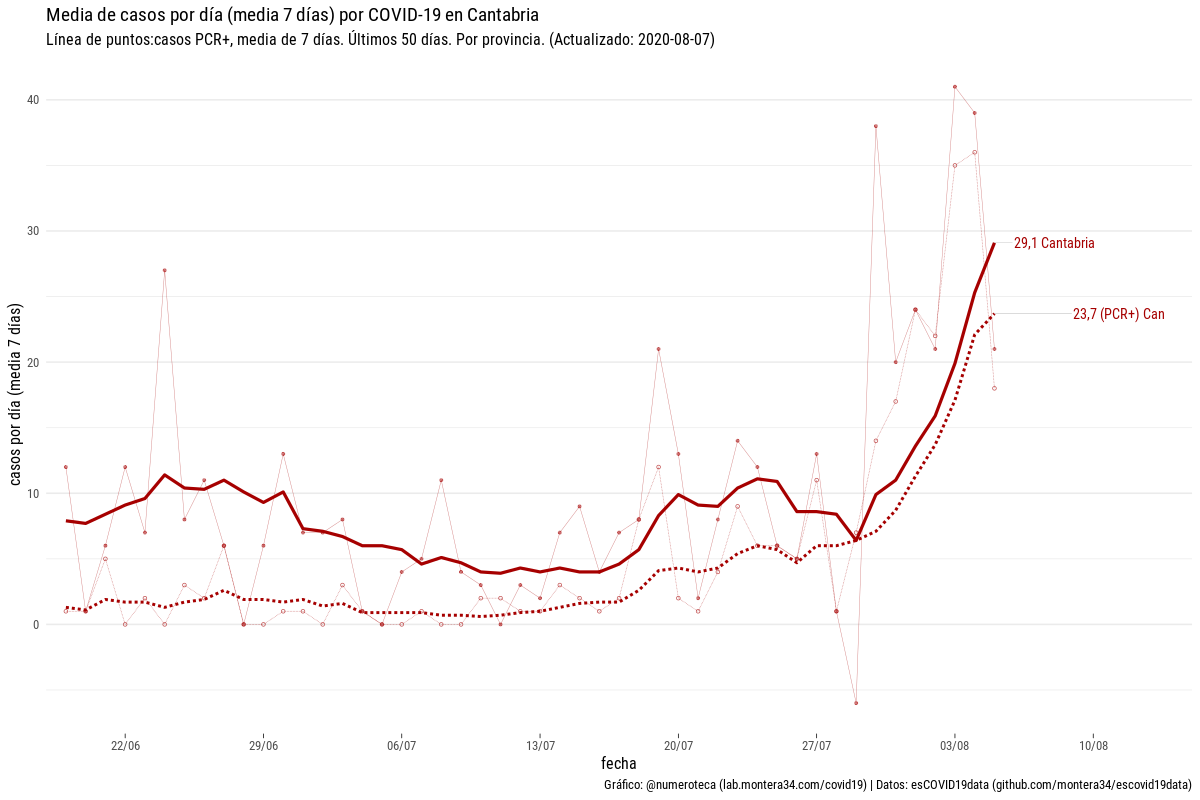 Media de casos por día (media 7 días) por COVID-19 en Cantabria
Línea de puntos:casos PCR+, media de 7 días. Últimos 50 días. Por provincia. (Actualizado: 2020-08-07)
casos por día (media 7 días)
40
30
20
10
0
29,1 Cantabria
23,7 (PCR+) Can
22/06
29/06
06/07
13/07
20/07
27/07
03/08
10/08
fecha
Gráfico: @numeroteca (lab.montera34.com/covid19) | Datos: esCOVID19data (github.com/montera34/escovid19data)